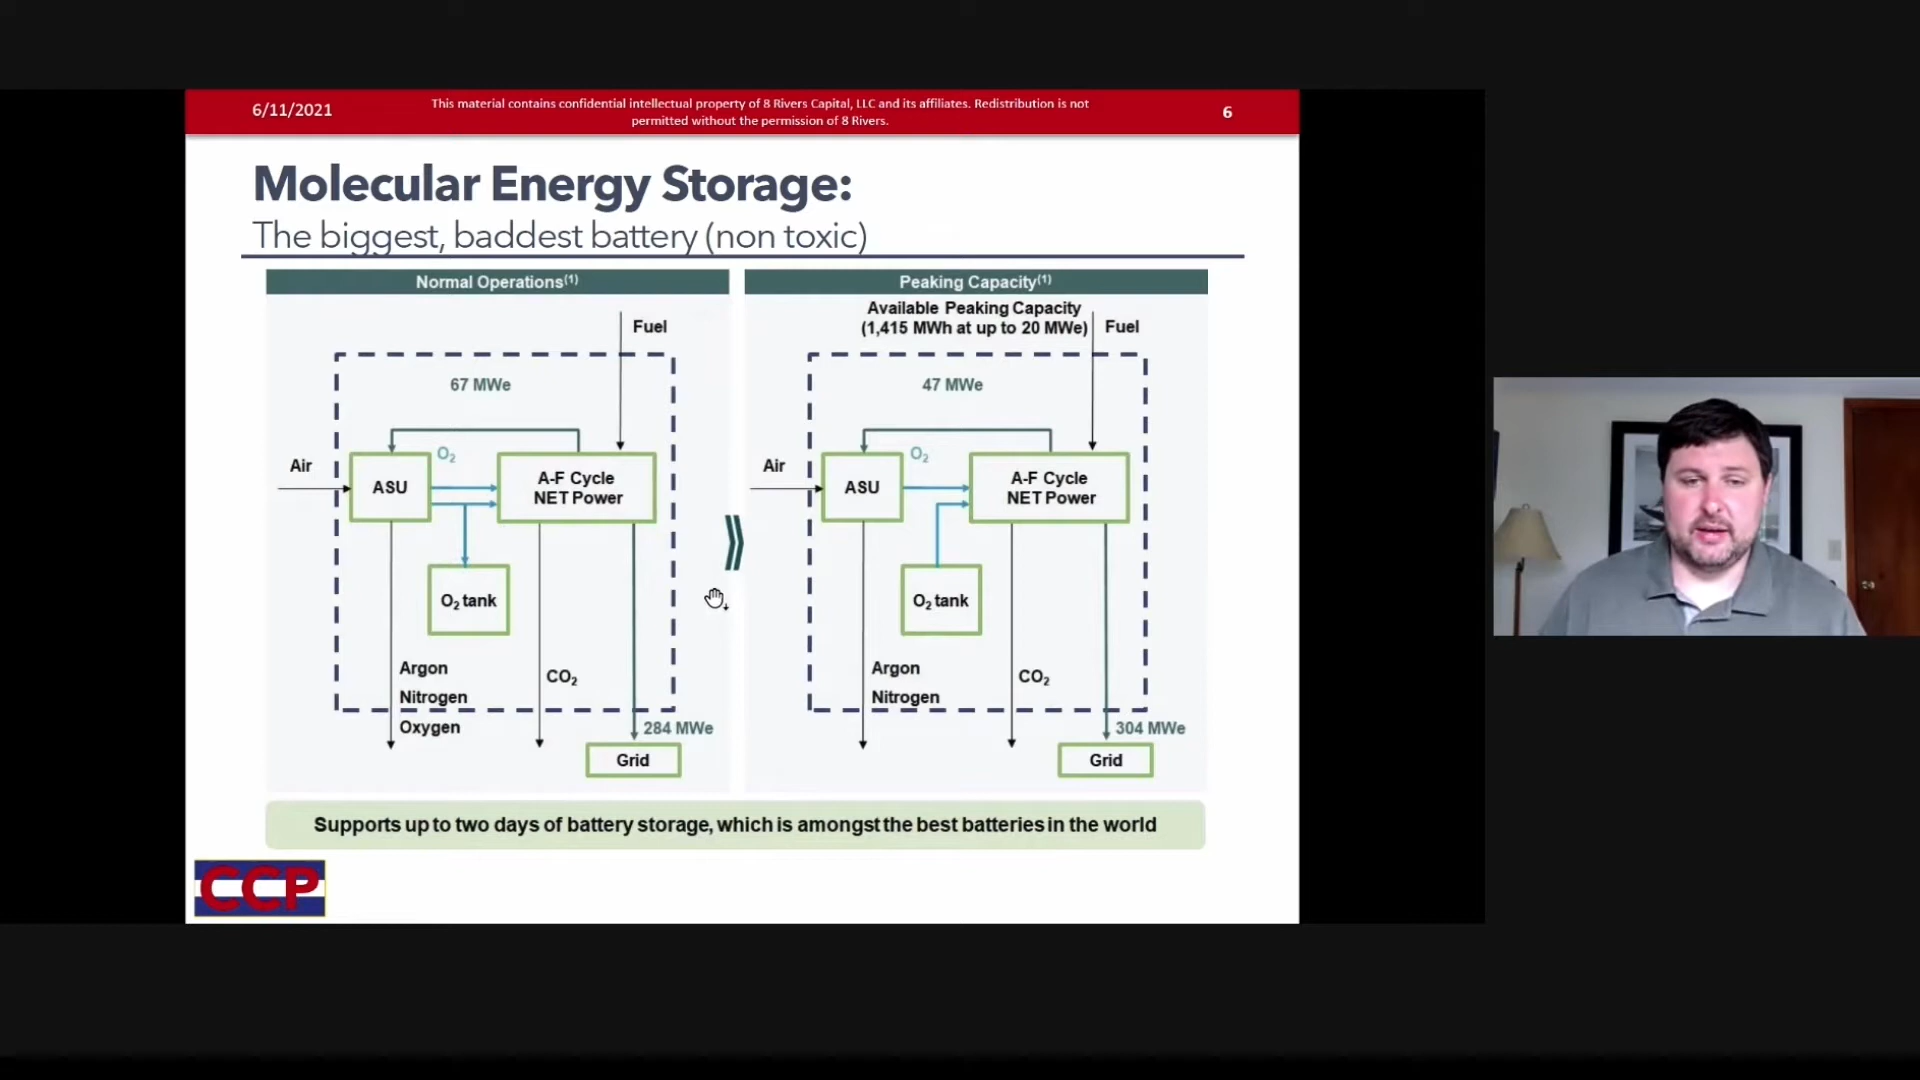 6/11/2021
This material contains confidential intellectual property of 8 Rivers Capital, LLC and its affiliates. Redistribution is not
permitted without the permission of 8 Rivers.
6
Molecular Energy Storage:
The biggest, baddest battery (non toxic)
Normal Operations(1)
Fuel
67 MWe
Air
ASU
O2
A-F Cycle
NET Power
O2 tank
Argon
Nitrogen
Oxygen
CO2
284 MWe
Grid
Peaking Capacity(1)
Available Peaking Capacity
(1,415 MWh at up to 20 MWe)
Fuel
47 MWe
Air
ASU
O2
A-F Cycle
NET Power
O2 tank
Argon
Nitrogen
CO2
304 MWe
Grid
Supports up to two days of battery storage, which is amongst the best batteries in the world
CCP